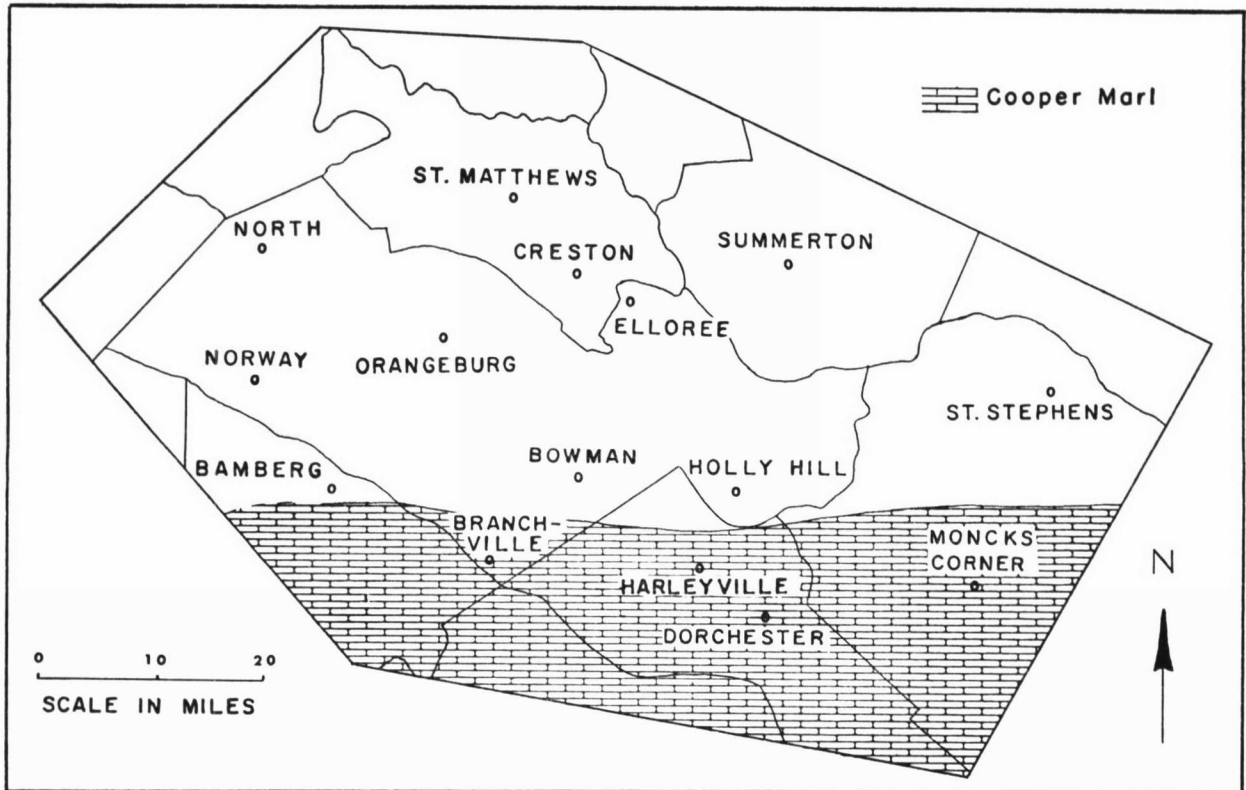 Cooper Marl
ST. MATTHEWS
NORTH
CRESTON
SUMMERTON
ELLOREE
NORWAY
ORANGEBURG
ST. STEPHENS
BAMBERG
BOWMAN
HOLLY HILL
BRANCH-
VILLE
MONCKS
CORNER
HARLEYVILLE
DORCHESTER
N
0 10 20
SCALE IN MILES